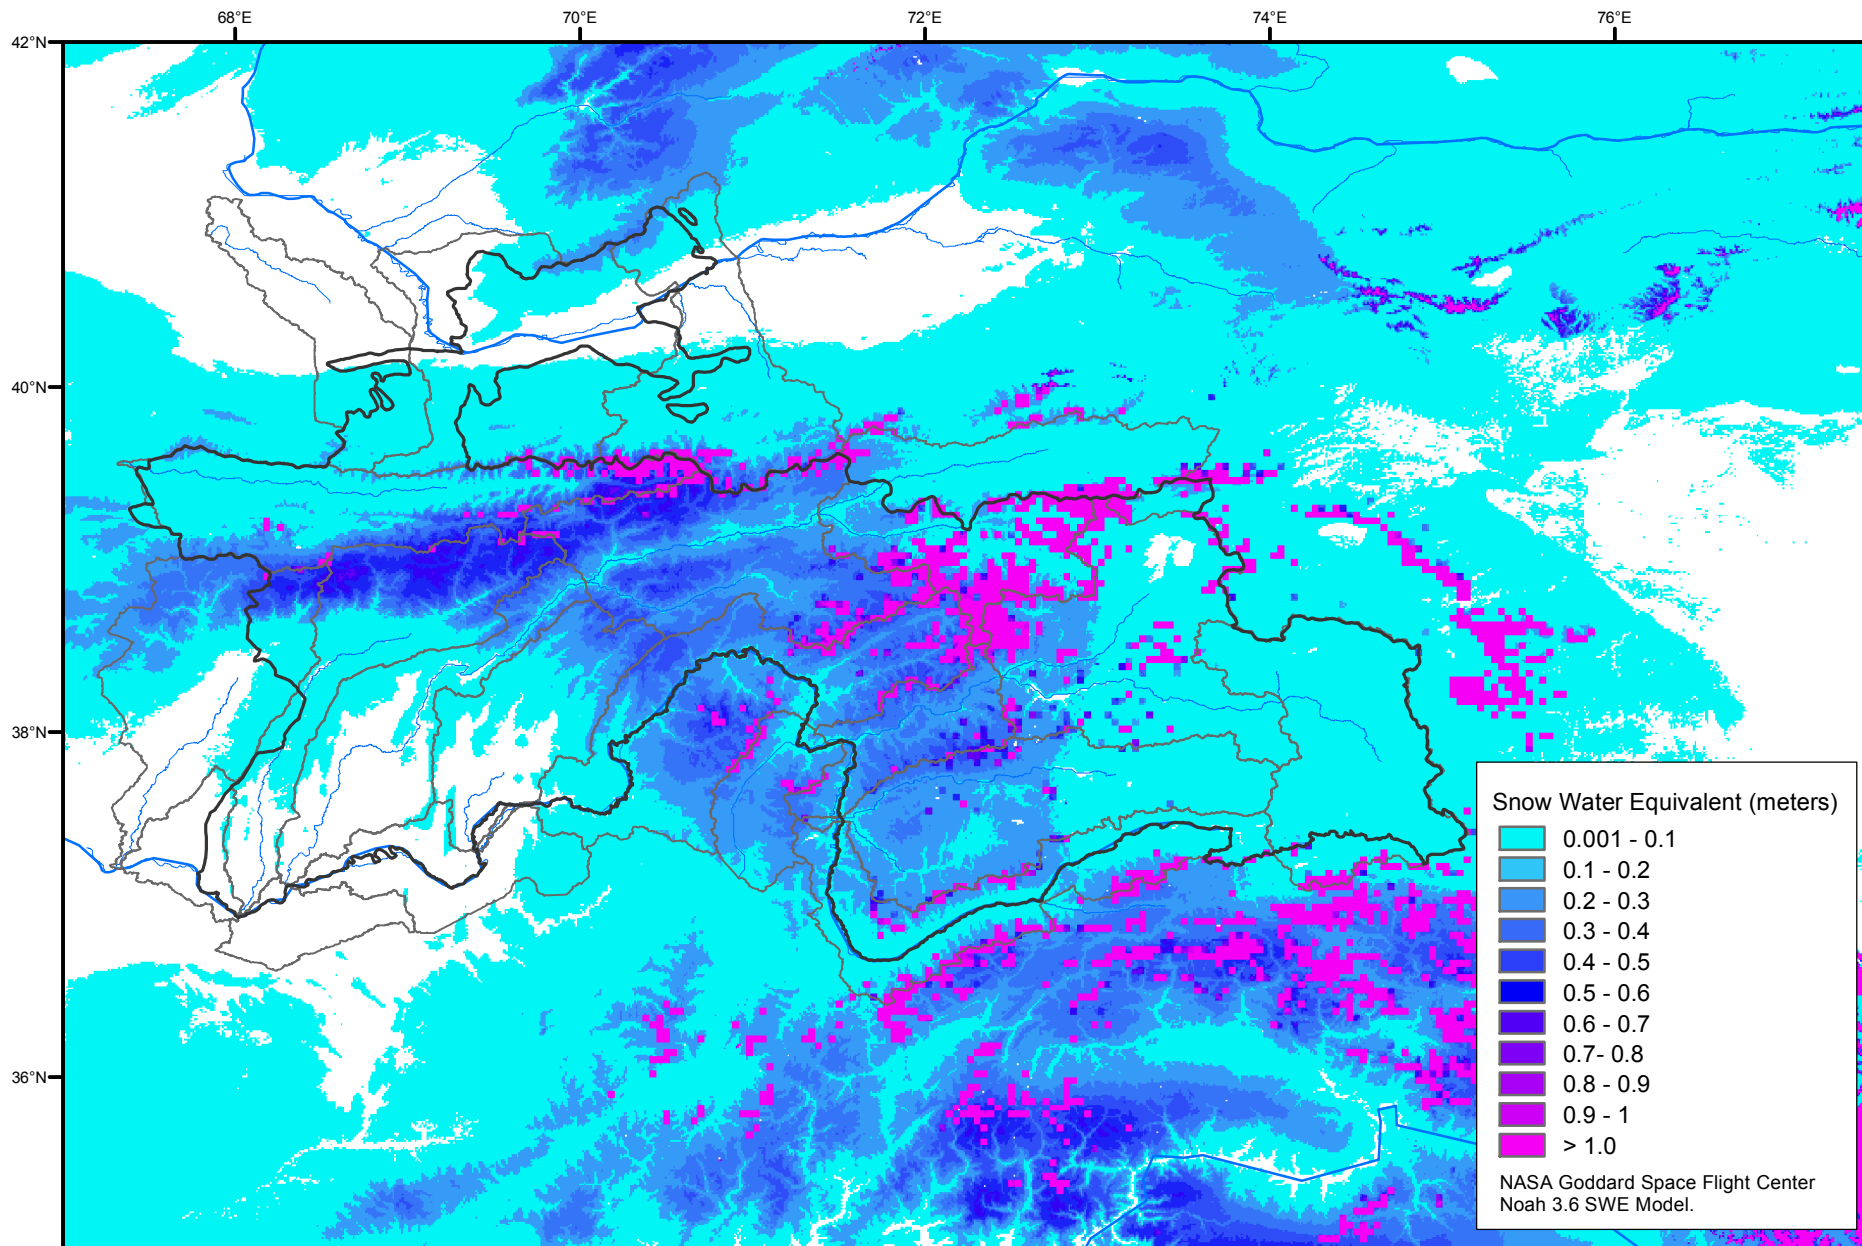 68°E
70°E
72°E
74°E
76°E
42°N
40°N
38°N
36°N
Snow Water Equivalent (meters)
0.001 - 0.1
0.1 - 0.2
0.2 - 0.3
0.3 - 0.4
0.4 - 0.5
0.5 - 0.6
0.6 - 0.7
0.7- 0.8
0.8 - 0.9
0.9 - 1
> 1.0
NASA Goddard Space Flight Center
Noah 3.6 SWE Model.